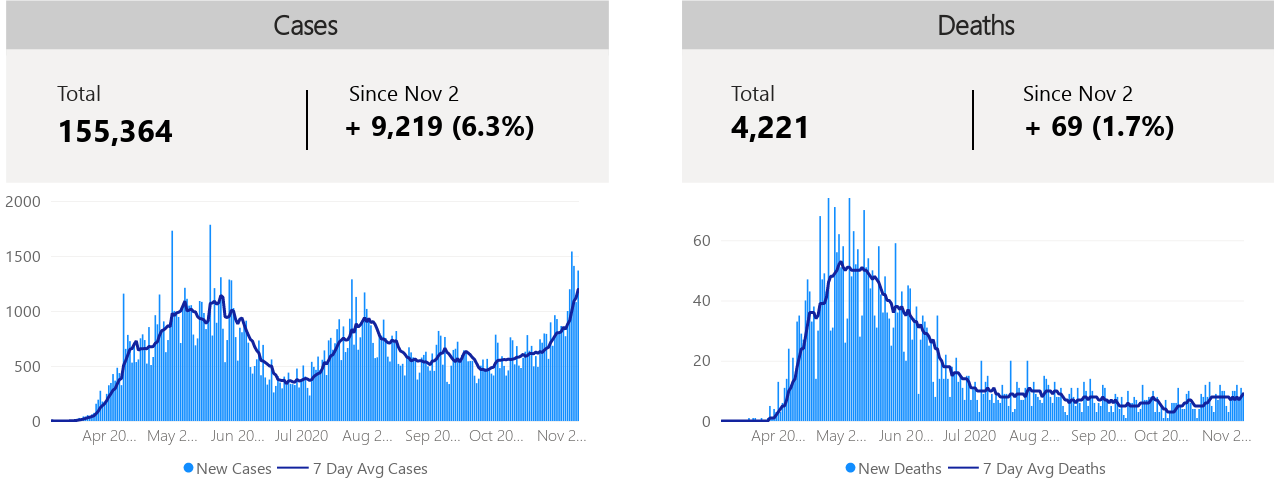 Cases
Total
155,364
Since Nov 2
+ 9,219 (6.3%)
2000
1500
1000
500
0
Apr 20... May 2... Jun 20... Jul 2020 Aug 2... Sep 20... Oct 20... Nov 2...
New Cases 7 Day Avg Cases
Deaths
Total
4,221
Since Nov 2
+ 69 (1.7%)
60
40
20
0
Apr 20... May 2... Jun 20... Jul 2020 Aug 2... Sep 20... Oct 20... Nov 2...
New Deaths 7 Day Avg Deaths